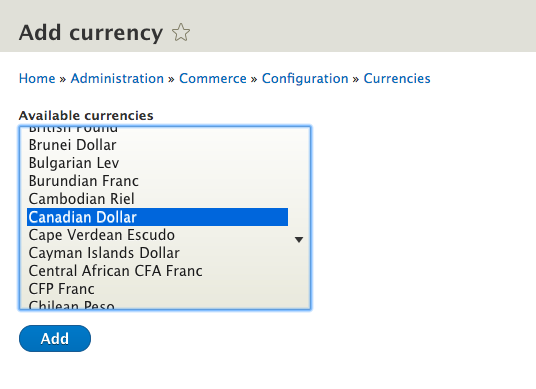 Add currency
Home » Administration » Commerce » Configuration » Currencies
Available currencies
British Pound
Brunei Dollar
Bulgarian Lev
Burundian Franc
Cambodian Riel
Canadian Dollar
Cape Verdean Escudo
Cayman Islands Dollar
Central African CFA Franc
CFP Franc
Chilean Peso
Add